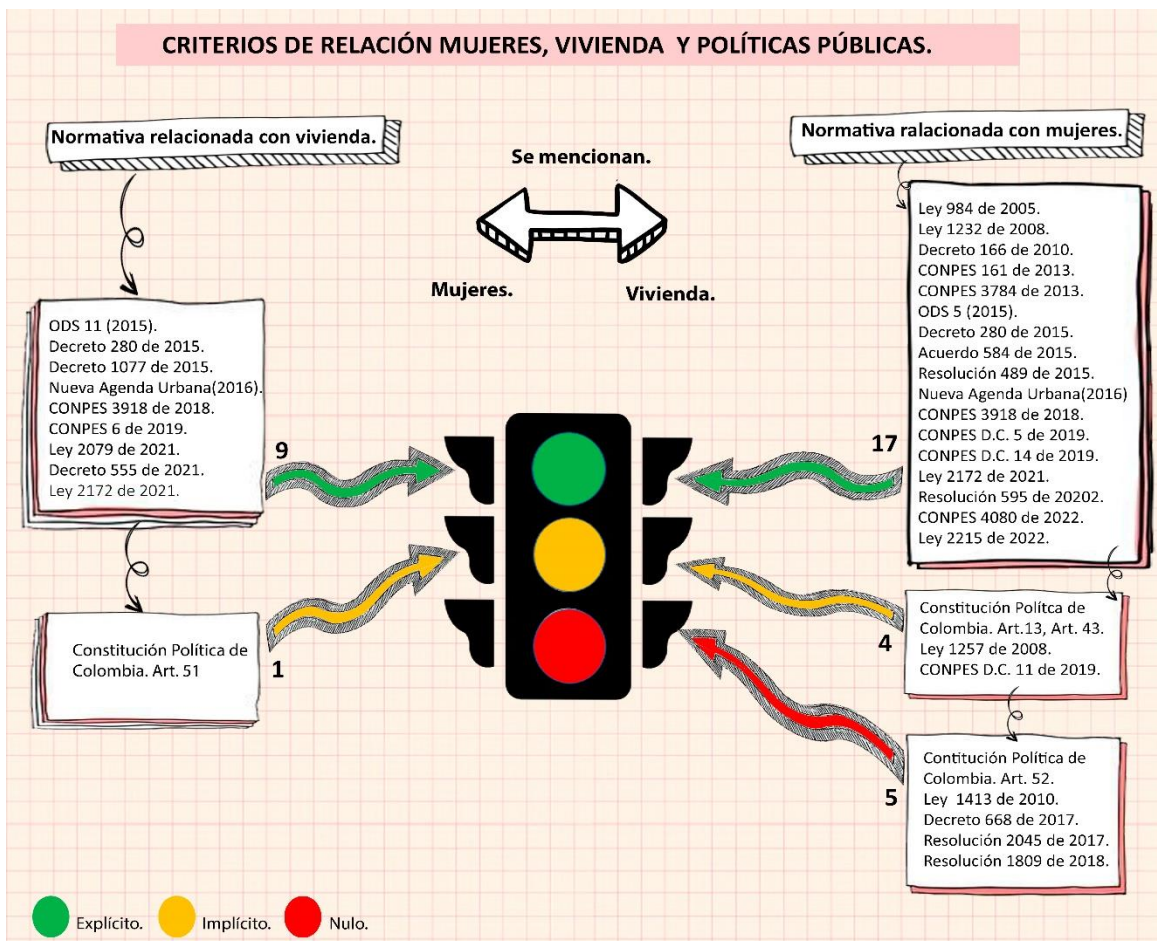 CRITERIOS DE RELACIÓN MUJERES, VIVIENDA Y POLÍTICAS PÚBLICAS.
Normativa relacionada con vivienda.
ODS 11 (2015).
Decreto 280 de 2015.
Decreto 1077 de 2015.
Nueva Agenda Urbana(2016).
CONPES 3918 de 2018.
CONPES 6 de 2019.
Ley 2079 de 2021.
Decreto 555 de 2021.
Ley 2172 de 2021.
9
Constitución Política de
Colombia. Art. 51
1
Se mencionan.
Mujeres.
Vivienda.
Normativa ralacionada con mujeres.
Ley 984 de 2005.
Ley 1232 de 2008.
Decreto 166 de 2010.
CONPES 161 de 2013.
CONPES 3784 de 2013.
ODS 5 (2015).
Decreto 280 de 2015.
Acuerdo 584 de 2015.
Resolución 489 de 2015.
Nueva Agenda Urbana(2016)
CONPES 3918 de 2018.
CONPES D.C. 5 de 2019.
CONPES D.C. 14 de 2019.
Ley 2172 de 2021.
Resolución 595 de 20202.
CONPES 4080 de 2022.
Ley 2215 de 2022.
17
Constitución Polítca de
Colombia. Art.13, Art. 43.
Ley 1257 de 2008.
CONPES D.C. 11 de 2019.
4
Contitución Política de
Colombia. Art. 52.
Ley 1413 de 2010.
Decreto 668 de 2017.
Resolución 2045 de 2017.
Resolución 1809 de 2018.
5
Explícito.
Implícito.
Nulo.